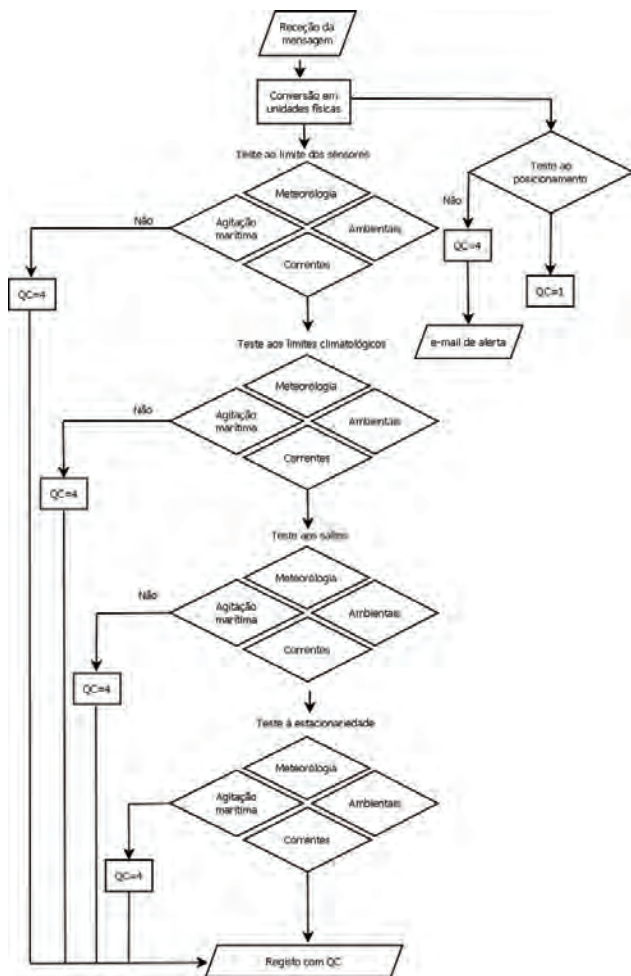 Receção da
mensagem
Conversão em
unidades físicas
Teste ao limite dos sensores
Meteorologia
Não
Agitação
marítima
Ambientais
Correntes
QC=4
Teste ao
posicionamento
Não
QC=4
QC=1
e-mail de alerta
Teste aos limites climatológicos
Meteorologia
Não
Agitação
marítima
Ambientais
Correntes
QC=4
Teste aos saltos
Meteorologia
Não
Agitação
marítima
Ambientais
Correntes
QC=4
Teste à estacionariedade
Meteorologia
Agitação
marítima
Ambientais
Correntes
QC=4
Registo com QC